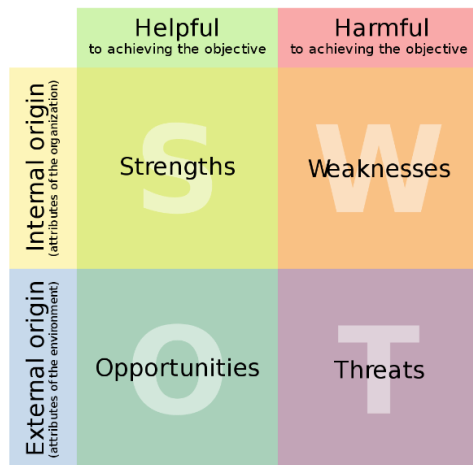 Helpful
to achieving the objective
Harmful
to achieving the objective
Internal origin
(attributes of the organization)
S
Strengths
W
Weaknesses
External origin
(attributes of the environment)
O
Opportunities
T
Threats